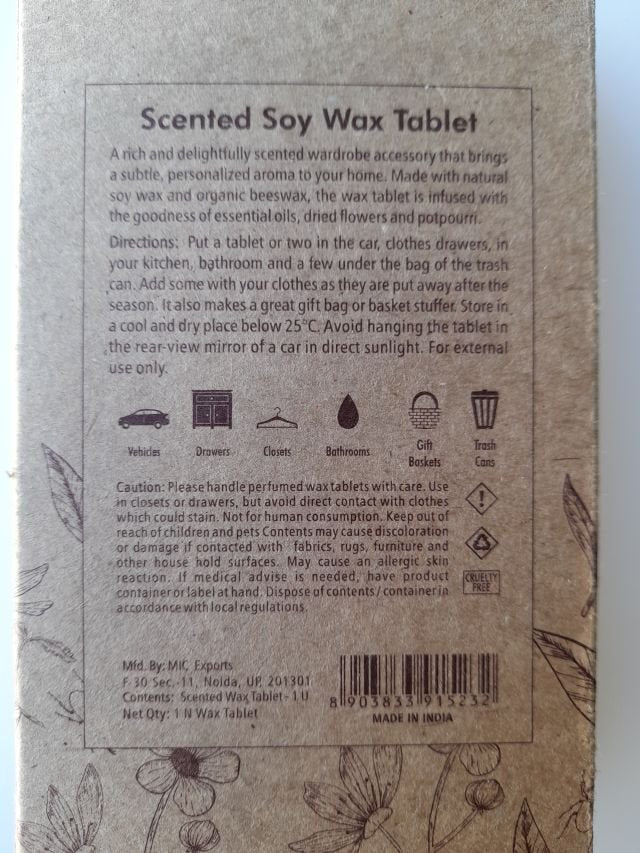 Scented Soy Wax Tablet
A rich and delightfully scented wardrobe accessory that brings
a subtle, personalized aroma to your home. Made with natural
soy wax and organic beeswax, the wax tablet is infused with
the goodness of essential oils, dried flowers and potpourri.
Directions: Put a tablet or two in the car, clothes drawers, in
your kitchen, bathroom and a few under the bag of the trash
can. Add some with your clothes as they are put away after the
season. It also makes a great gift bag or basket stuffer. Store in
a cool and dry place below 25°C. Avoid hanging the tablet in
the rear-view mirror of a car in direct sunlight. For external
use only.
Vehicles Drawers Closets Bathrooms Gift Baskets Trash Cans
Caution: Please handle perfumed wax tablets with care. Use
in closets or drawers, but avoid direct contact with clothes
which could stain. Not for human consumption. Keep out of
reach of children and pets Contents may cause discoloration
or damage if contacted with fabrics, rugs, furniture and
other house hold surfaces. May cause an allergic skin
reaction. If medical advise is needed, have product
container or label at hand. Dispose of contents / container in
accordance with local regulations.
CRUELTY
FREE
Mfd. By: MIC Exports
F 30 Sec.-11, Noida, UP, 201301
Contents: Scented Wax Tablet - 1 U
Net Qty: 1 N Wax Tablet
8 903833 915232
MADE IN INDIA